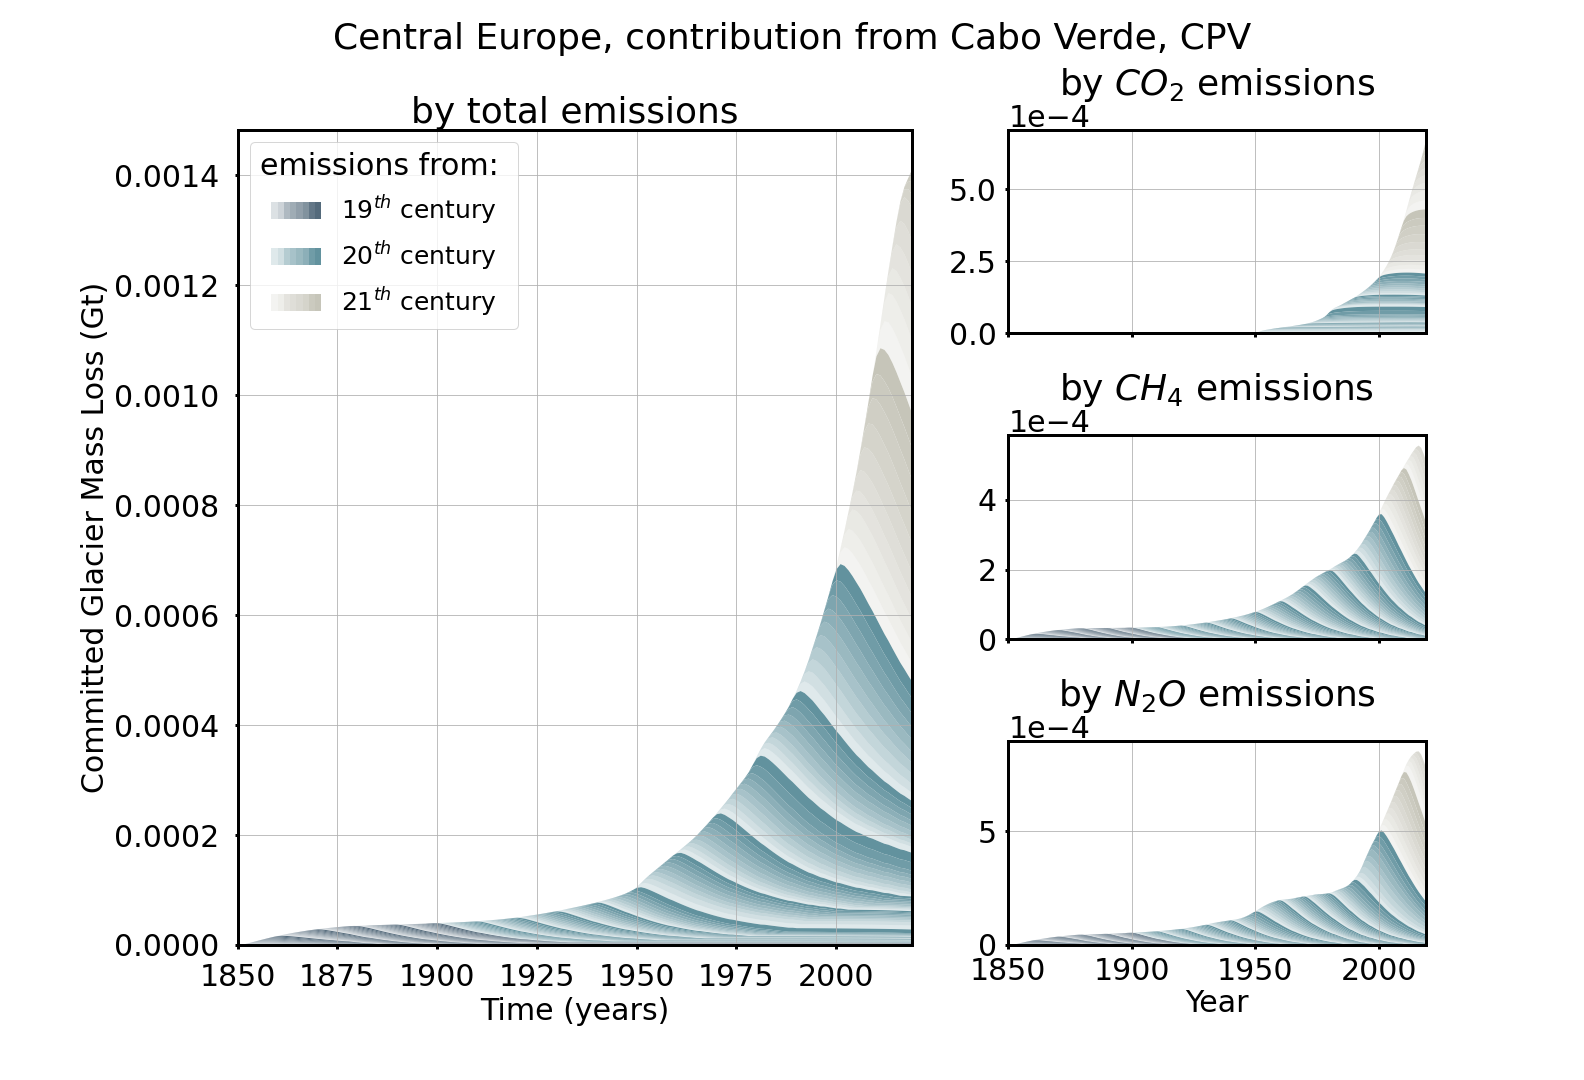 Central Europe, contribution from Cabo Verde, CPV
by total emissions
emissions from:
19th century
20th century
21th century
Committed Glacier Mass Loss (Gt)
0.0014
0.0012
0.0010
0.0008
0.0006
0.0004
0.0002
0.0000
1850 1875 1900 1925 1950 1975 2000
Time (years)
by CO2 emissions
1e−4
5.0
2.5
0.0
by CH4 emissions
1e−4
4
2
0
by N2O emissions
1e−4
5
0
1850 1900 1950 2000
Year